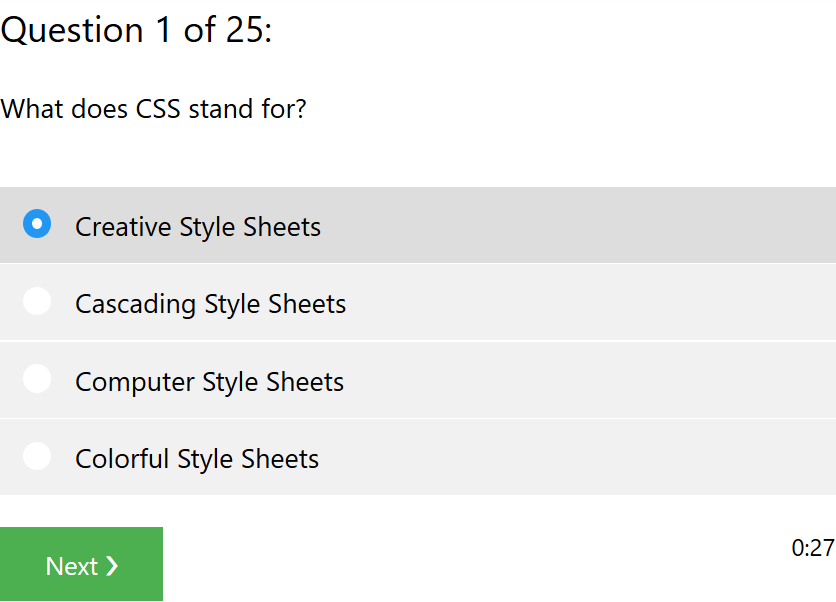 Question 1 of 25:
What does CSS stand for?
Creative Style Sheets
Cascading Style Sheets
Computer Style Sheets
Colorful Style Sheets
Next ❯
0:27